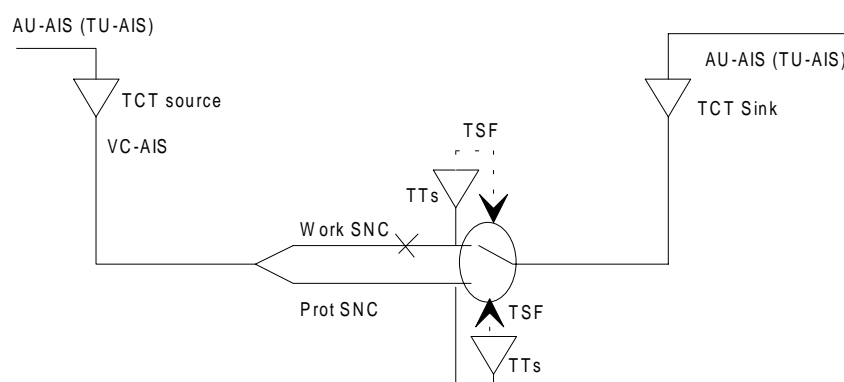 AU-AIS (TU-AIS)
AU-AIS (TU-AIS)
TCT source
TCT Sink
TSF
VC-AIS
TTs
Work SNC
Prot SNC
TSF
TTs